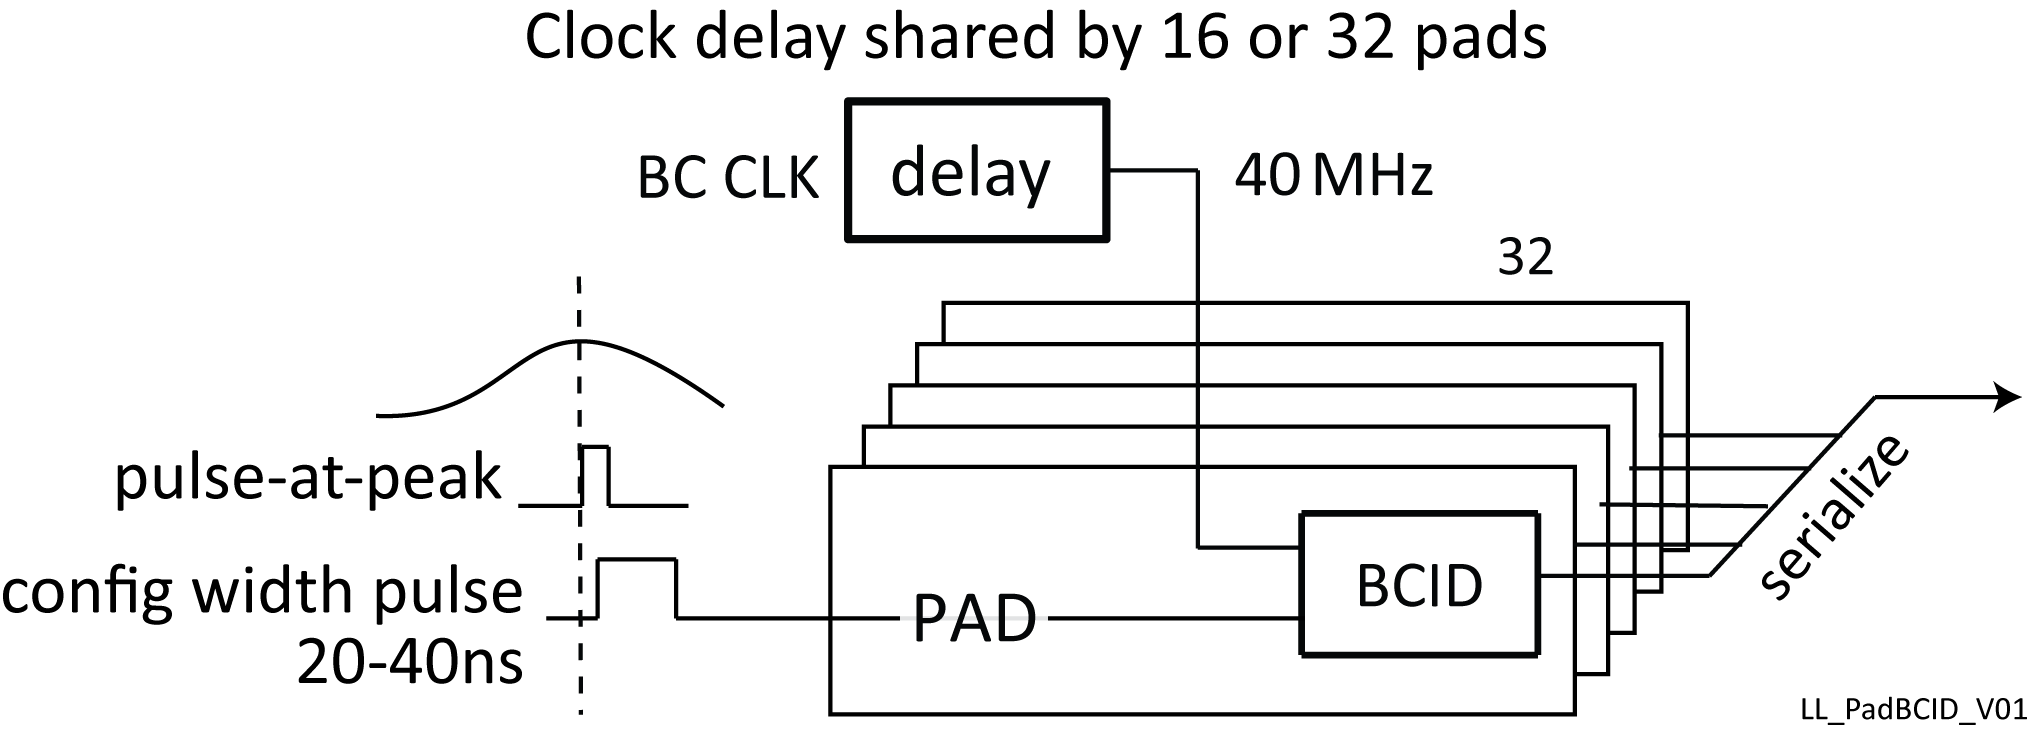 Clock delay shared by 16 or 32 pads
BC CLK
delay
40 MHz
32
pulse-at-peak
config width pulse
20-40ns
PAD
BCID
serialize
LL_PadBCID_V01